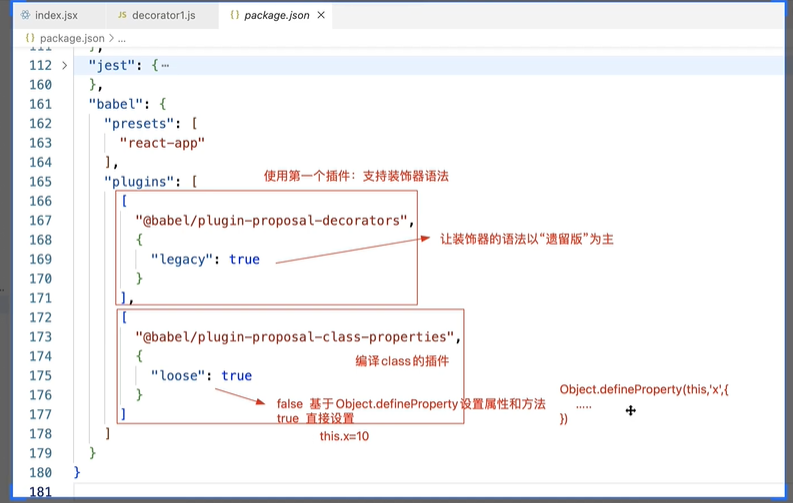 index.jsx
JS decorator1.js
{} package.json ×
{} package.json > ...
111 },
112 > "jest": { ...
160 },
161 "babel": {
162 "presets": [
163 "react-app"
164 ],
165 "plugins": [
使用第一个插件：支持装饰器语法
166 [
167 "@babel/plugin-proposal-decorators",
168 {
让装饰器的语法以“遗留版”为主
169 "legacy": true
170 }
171 ],
172 [
173 "@babel/plugin-proposal-class-properties",
174 {
编译class的插件
175 "loose": true
176 }
false 基于Object.defineProperty设置属性和方法
177 ]
true 直接设置
178 ]
this.x=10
Object.defineProperty(this,'x',{
.....
})
179 }
180 }
181